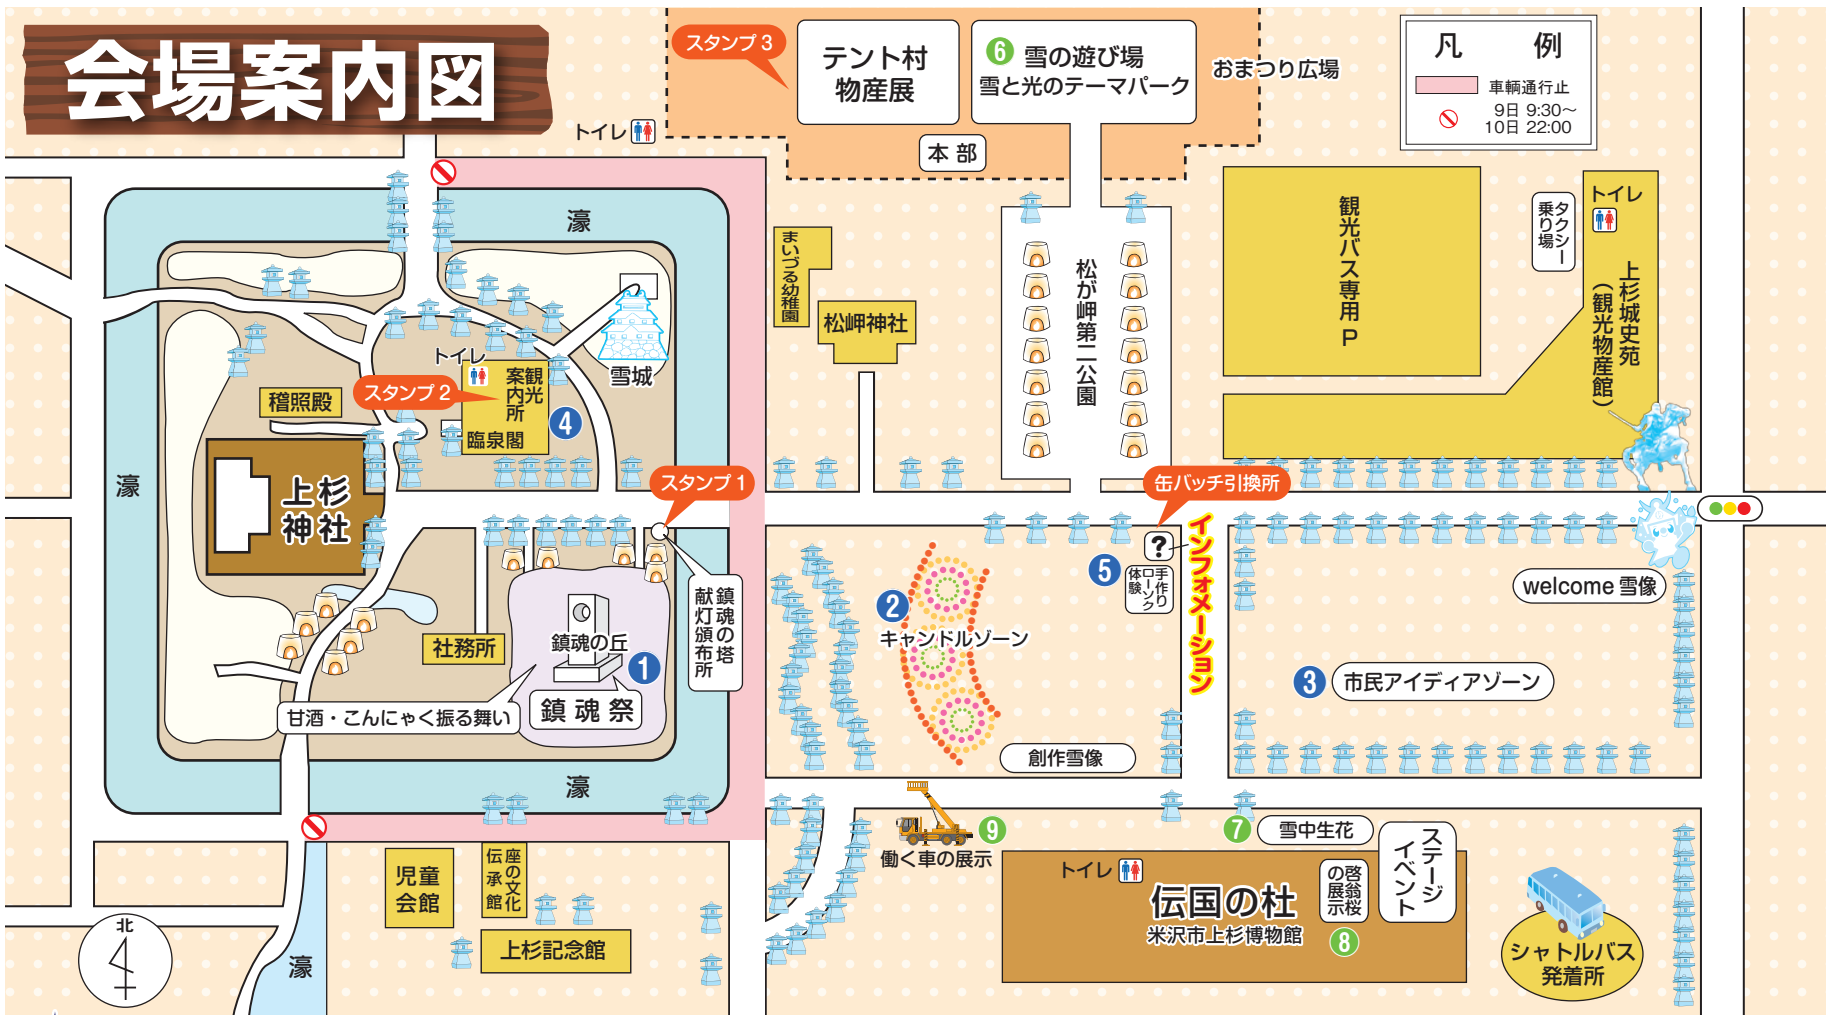 会場案内図
スタンプ3
テント村
物産展
6
雪の遊び場
雪と光のテーマパーク
おまつり広場
本部
トイレ
凡例
車輌通行止
9日 9:30〜
10日 22:00
濠
まいづる幼稚園
松岬神社
松が岬第二公園
観光バス専用 P
タクシー
乗り場
トイレ
上杉城史苑
(観光物産館)
トイレ
スタンプ2
観光
案内所
臨泉閣
4
雪城
稽照殿
濠
上杉
神社
スタンプ1
缶バッチ引換所
インフォメーション
?
5
手作り
ローソク
体験
2
キャンドルゾーン
welcome 雪像
3
市民アイディアゾーン
鎮魂の塔
献灯頒布所
社務所
鎮魂の丘
1
鎮魂祭
甘酒・こんにゃく振る舞い
創作雪像
濠
9
働く車の展示
7
雪中生花
ステージ
イベント
トイレ
伝国の杜
米沢市上杉博物館
啓翁桜
の展示
8
シャトルバス
発着所
児童
会館
座の文化
伝承館
上杉記念館
北
濠